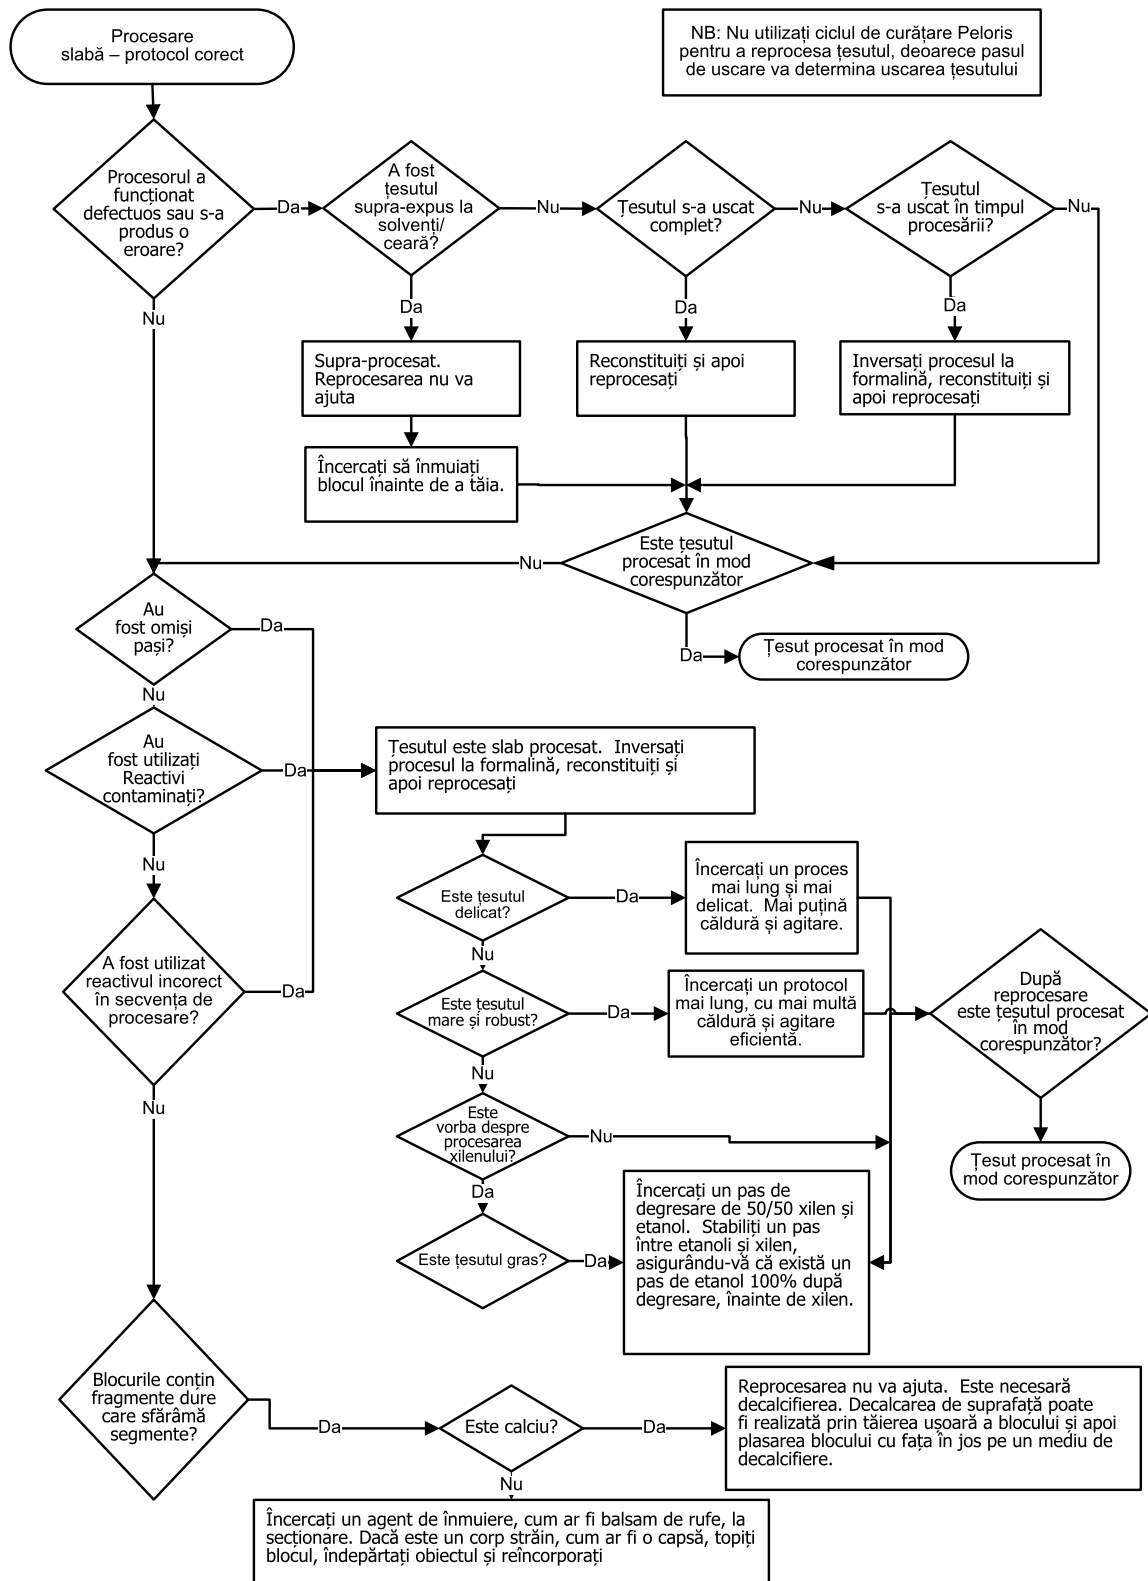 Procesare
slabă – protocol corect
NB: Nu utilizați ciclul de curățare Peloris
pentru a reprocesa țesutul, deoarece pasul
de uscare va determina uscarea țesutului
Procesorul a
funcționat
defectuos sau s-a
produs o
eroare?
Da
A fost
țesutul
supra-expus la
solvenți/
ceară?
Nu
Țesutul s-a uscat
complet?
Nu
Țesutul
s-a uscat în timpul
procesării?
Nu
Nu
Da
Da
Da
Supra-procesat.
Reprocesarea nu va
ajuta
Reconstituiți și apoi
reprocesați
Inversați procesul la
formalină, reconstituiți și
apoi reprocesați
Încercați să înmuiați
blocul înainte de a tăia.
Este țesutul
procesat în mod
corespunzător
Nu
Da
Țesut procesat în mod
corespunzător
Au
fost omiși
pași?
Da
Nu
Au
fost utilizați
Reactivi
contaminați?
Da
Țesutul este slab procesat. Inversați
procesul la formalină, reconstituiți și
apoi reprocesați
Nu
A fost utilizat
reactivul incorect
în secvența de
procesare?
Da
Nu
Este țesutul
delicat?
Da
Încercați un proces
mai lung și mai
delicat. Mai puțină
căldură și agitare.
Nu
Este țesutul
mare și robust?
Da
Încercați un protocol
mai lung, cu mai multă
căldură și agitare
eficientă.
După
reprocesare
este țesutul procesat
în mod
corespunzător?
Nu
Este
vorba despre
procesarea
xilenului?
Nu
Țesut procesat în
mod corespunzător
Da
Este țesutul gras?
Da
Încercați un pas de
degresare de 50/50 xilen și
etanol. Stabiliți un pas
între etanoli și xilen,
asigurându-vă că există un
pas de etanol 100% după
degresare, înainte de xilen.
Blocurile conțin
fragmente dure
care sfărâmă
segmente?
Da
Este calciu?
Da
Reprocesarea nu va ajuta. Este necesară
decalcifierea. Decalcarea de suprafață poate
fi realizată prin tăierea ușoară a blocului și apoi
plasarea blocului cu fața în jos pe un mediu de
decalcifiere.
Nu
Încercați un agent de înmuiere, cum ar fi balsam de rufe, la
secționare. Dacă este un corp străin, cum ar fi o capsă, topiți
blocul, îndepărtați obiectul și reîncorporați